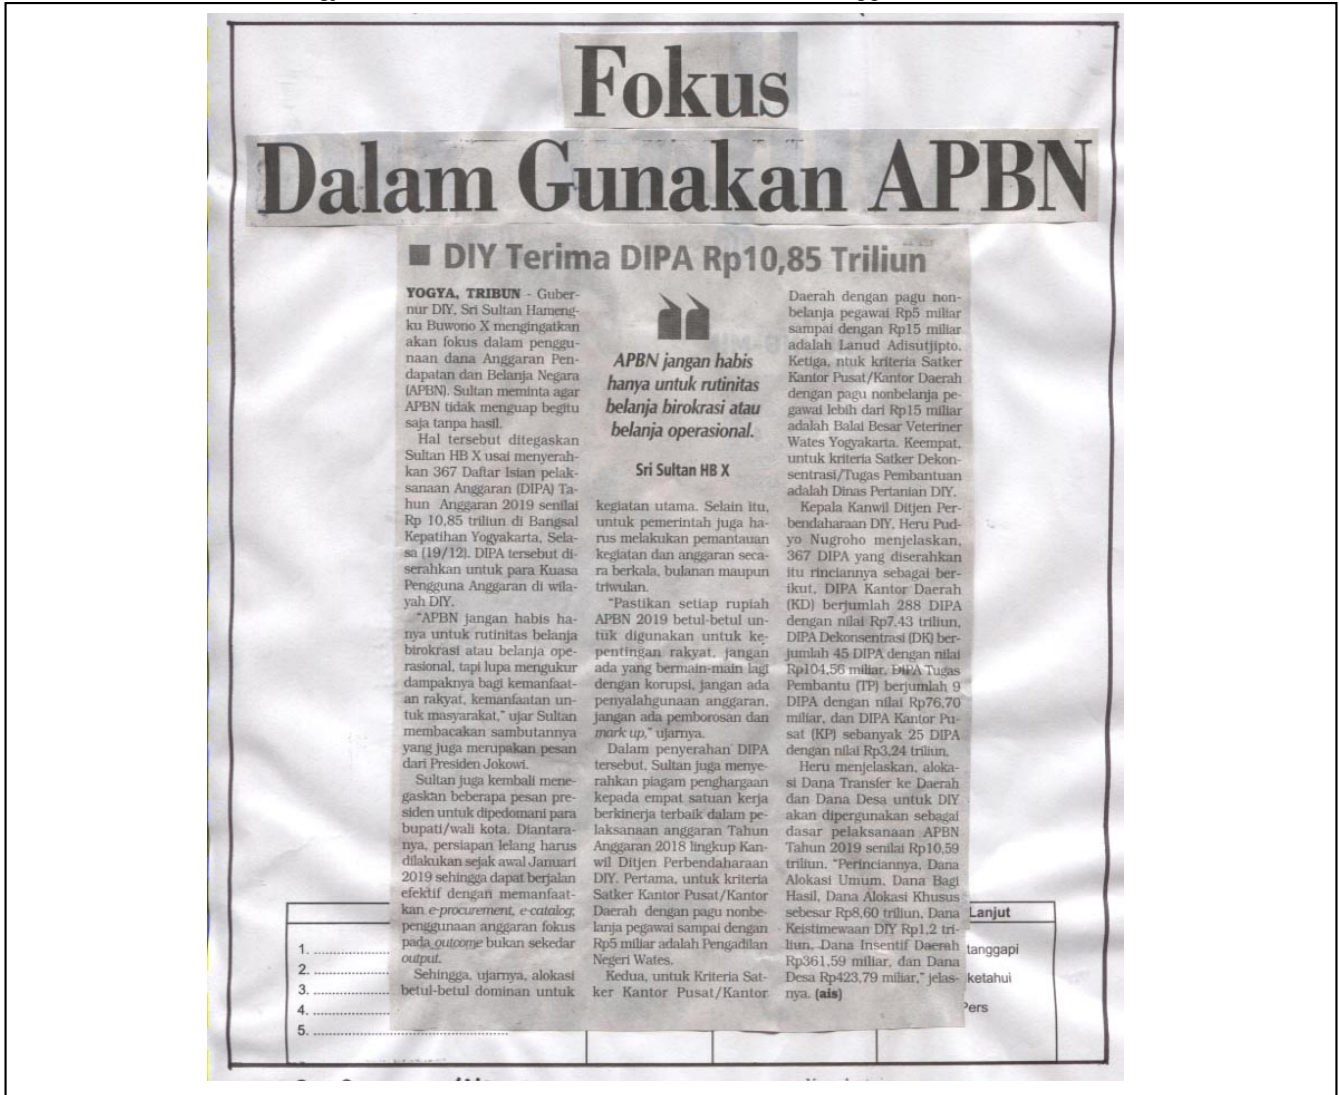 Fokus
Dalam Gunakan APBN
■ DIY Terima DIPA Rp10,85 Triliun
YOGYA, TRIBUN - Guber-
nur DIY, Sri Sultan Hameng-
ku Buwono X mengingatkan
akan fokus dalam penggu-
naan dana Anggaran Pen-
dapatan dan Belanja Negara
(APBN). Sultan meminta agar
APBN tidak menguap begitu
saja tanpa hasil.
Hal tersebut ditegaskan
Sultan HB X usai menyerah-
kan 367 Daftar Isian pelak-
sanaan Anggaran (DIPA) Ta-
hun Anggaran 2019 senilai
Rp 10,85 triliun di Bangsal
Kepatihan Yogyakarta, Sela-
sa (19/12). DIPA tersebut di-
serahkan untuk para Kuasa
Pengguna Anggaran di wila-
yah DIY.
"APBN jangan habis ha-
nya untuk rutinitas belanja
birokrasi atau belanja ope-
rasional, tapi lupa mengukur
dampaknya bagi kemanfaat-
an rakyat, kemanfaatan un-
tuk masyarakat," ujar Sultan
membacakan sambutannya
yang juga merupakan pesan
dari Presiden Jokowi.
Sultan juga kembali mene-
gaskan beberapa pesan pre-
siden untuk dipedomani para
bupati/wali kota. Diantara-
nya, persiapan lelang harus
dilakukan sejak awal Januari
2019 sehingga dapat berjalan
efektif dengan memanfaat-
kan e-procurement, e-catalog;
penggunaan anggaran fokus
pada outcome bukan sekedar
output.
Sehingga, ujarnya, alokasi
betul-betul dominan untuk
"
APBN jangan habis
hanya untuk rutinitas
belanja birokrasi atau
belanja operasional.
Sri Sultan HB X
kegiatan utama. Selain itu,
untuk pemerintah juga ha-
rus melakukan pemantauan
kegiatan dan anggaran seca-
ra berkala, bulanan maupun
triwulan.
"Pastikan setiap rupiah
APBN 2019 betul-betul un-
tuk digunakan untuk ke-
pentingan rakyat, jangan
ada yang bermain-main lagi
dengan korupsi, jangan ada
penyalahgunaan anggaran,
jangan ada pemborosan dan
mark up," ujarnya.
Dalam penyerahan DIPA
tersebut, Sultan juga menye-
rahkan piagam penghargaan
kepada empat satuan kerja
berkinerja terbaik dalam pe-
laksanaan anggaran Tahun
Anggaran 2018 lingkup Kan-
wil Ditjen Perbendaharaan
DIY. Pertama, untuk kriteria
Satker Kantor Pusat/Kantor
Daerah dengan pagu nonbe-
lanja pegawai sampai dengan
Rp5 miliar adalah Pengadilan
Negeri Wates.
Kedua, untuk Kriteria Sat-
ker Kantor Pusat/Kantor
Daerah dengan pagu non-
belanja pegawai Rp5 miliar
sampai dengan Rp15 miliar
adalah Lanud Adisutjipto.
Ketiga, ntuk kriteria Satker
Kantor Pusat/Kantor Daerah
dengan pagu nonbelanja pe-
gawai lebih dari Rp15 miliar
adalah Balai Besar Veteriner
Wates Yogyakarta. Keempat,
untuk kriteria Satker Dekon-
sentrasi/Tugas Pembantuan
adalah Dinas Pertanian DIY.
Kepala Kanwil Ditjen Per-
bendaharaan DIY, Heru Pud-
yo Nugroho menjelaskan,
367 DIPA yang diserahkan
itu rinciannya sebagai ber-
ikut, DIPA Kantor Daerah
(KD) berjumlah 288 DIPA
dengan nilai Rp7,43 triliun,
DIPA Dekonsentrasi (DK) ber-
jumlah 45 DIPA dengan nilai
Rp104,56 miliar, DIPA Tugas
Pembantu (TP) berjumlah 9
DIPA dengan nilai Rp76,70
miliar, dan DIPA Kantor Pu-
sat (KP) sebanyak 25 DIPA
dengan nilai Rp3,24 triliun.
Heru menjelaskan, aloka-
si Dana Transfer ke Daerah
dan Dana Desa untuk DIY
akan dipergunakan sebagai
dasar pelaksanaan APBN
Tahun 2019 senilai Rp10,59
triliun. "Perinciannya, Dana
Alokasi Umum, Dana Bagi
Hasil, Dana Alokasi Khusus
sebesar Rp8,60 triliun, Dana
Keistimewaan DIY Rp1,2 tri-
liun, Dana Insentif Daerah
Rp361,59 miliar, dan Dana
Desa Rp423,79 miliar," jelas-
nya. (ais)
Lanjut
1.
2.
3.
4.
5.
tanggapi
ketahui
Pers